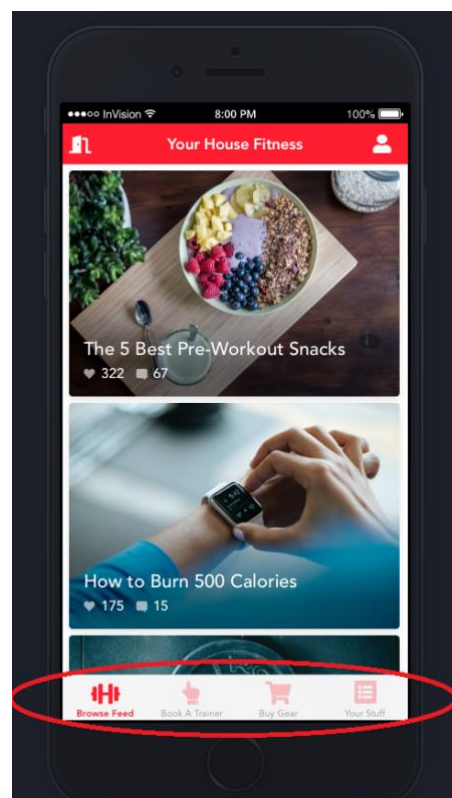 InVision 8:00 PM 100%
Your House Fitness
The 5 Best Pre-Workout Snacks
322 67
How to Burn 500 Calories
175 15
Browse Feed Book A Trainer Buy Gear Your Stuff